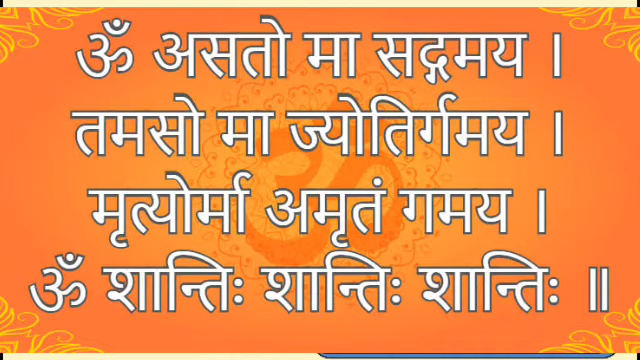 ॐ असतो मा सद्गमय ।
तमसो मा ज्योतिर्गमय ।
मृत्योर्मा अमृतं गमय ।
ॐ शान्तिः शान्तिः शान्तिः ॥